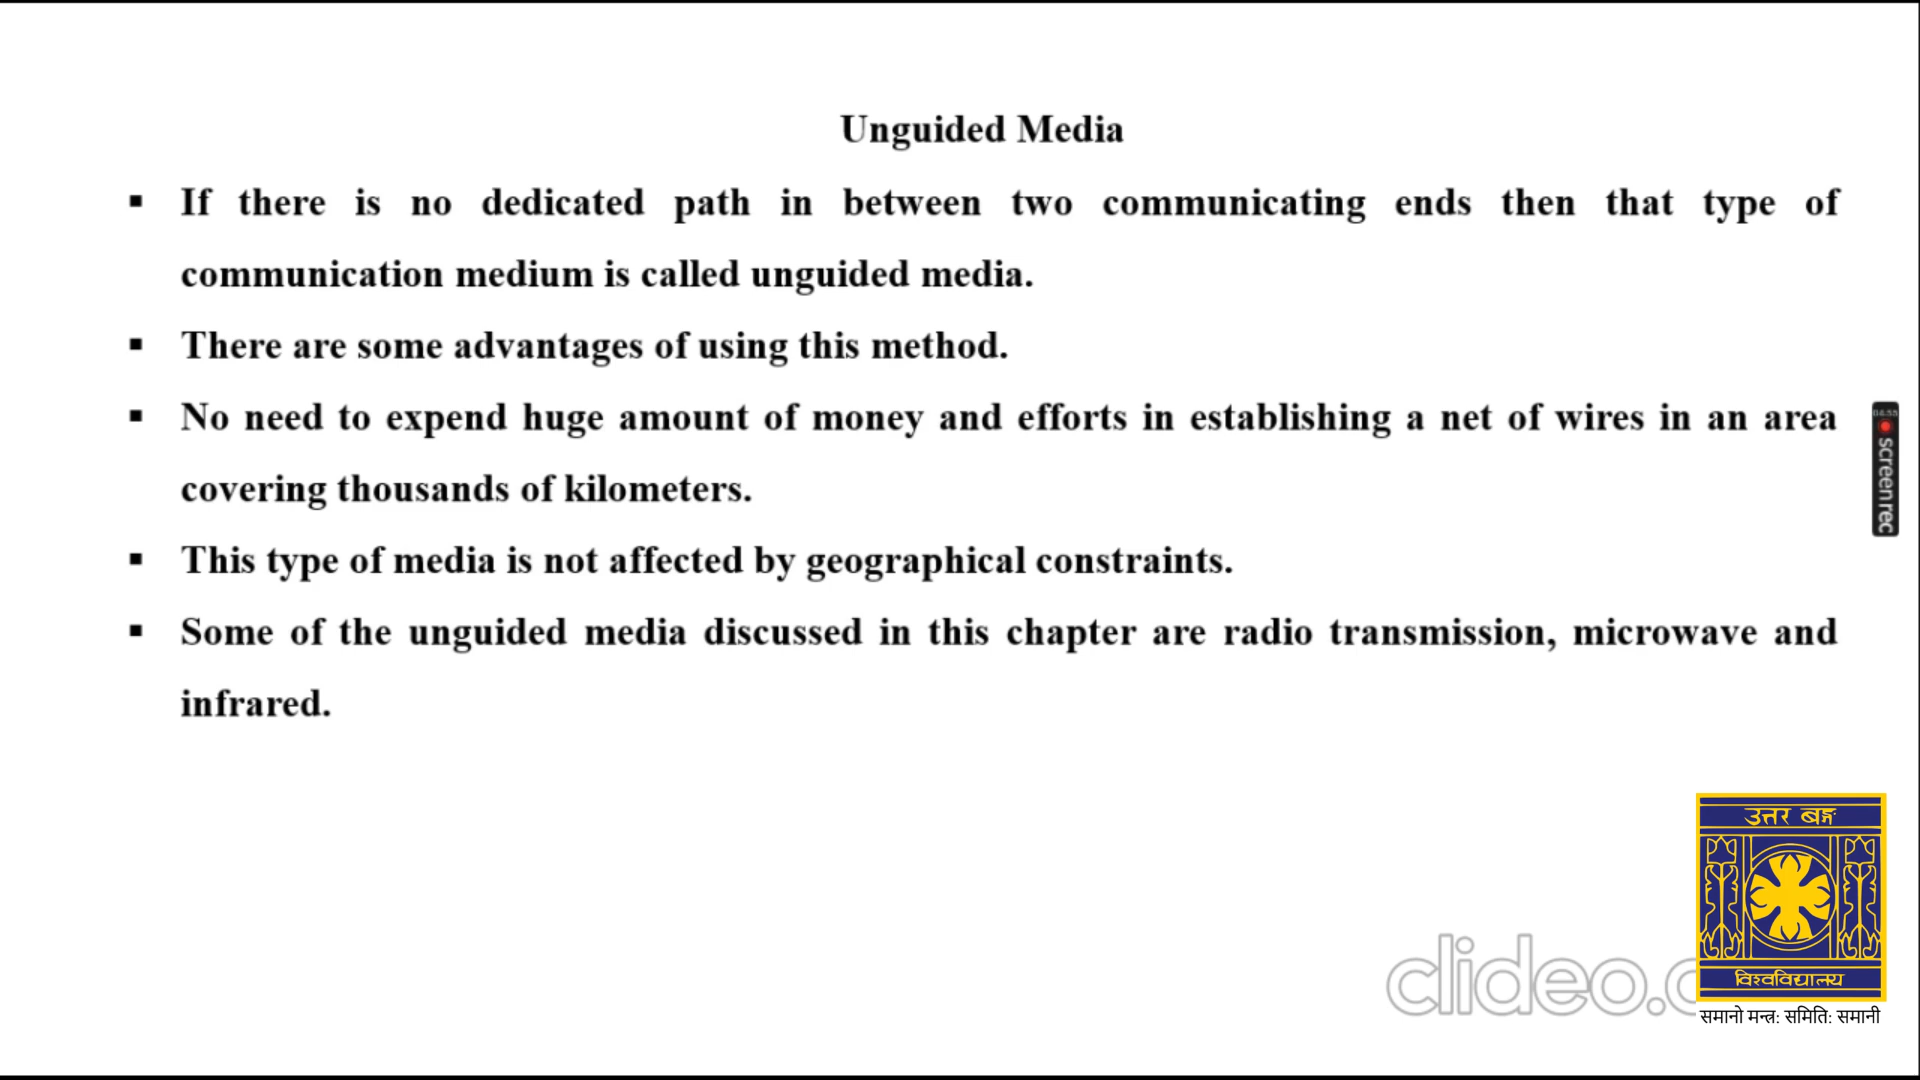 Unguided Media
▪ If there is no dedicated path in between two communicating ends then that type of
communication medium is called unguided media.
▪ There are some advantages of using this method.
▪ No need to expend huge amount of money and efforts in establishing a net of wires in an area
covering thousands of kilometers.
▪ This type of media is not affected by geographical constraints.
▪ Some of the unguided media discussed in this chapter are radio transmission, microwave and
infrared.
04:55
screenrec
उत्तर बङ्ग
विश्वविद्यालय
clideo.c
समानो मन्त्र: समिति: समानी